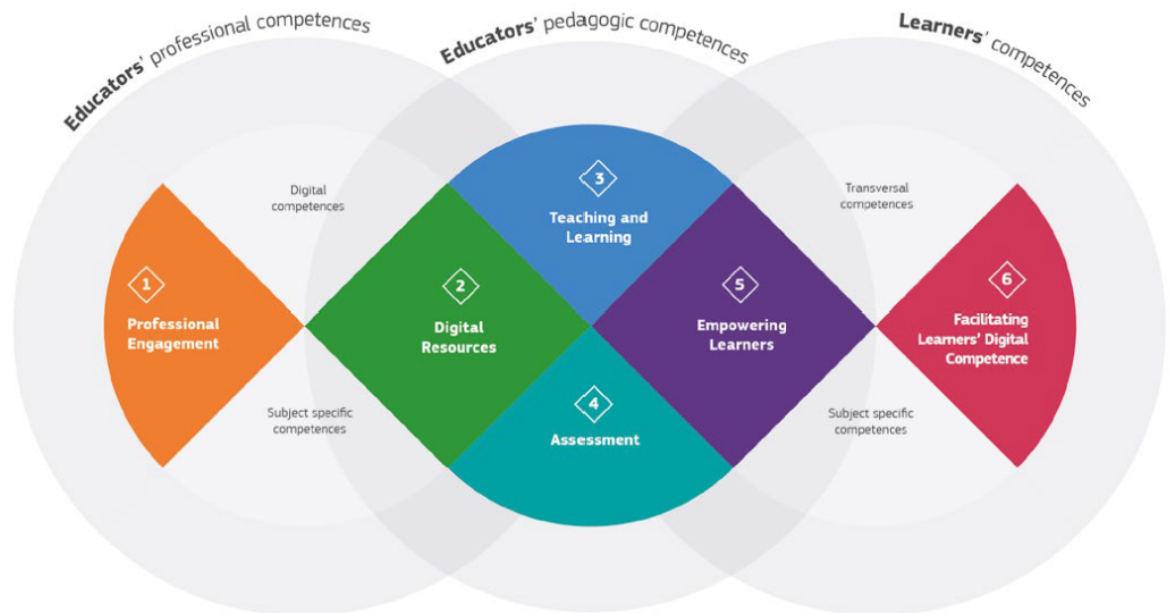 Educators' professional competences
Educators' pedagogic competences
Learners' competences
Digital
competences
3
Teaching and
Learning
Transversal
competences
1
Professional
Engagement
2
Digital
Resources
5
Empowering
Learners
6
Facilitating
Learners' Digital
Competence
Subject specific
competences
4
Assessment
Subject specific
competences